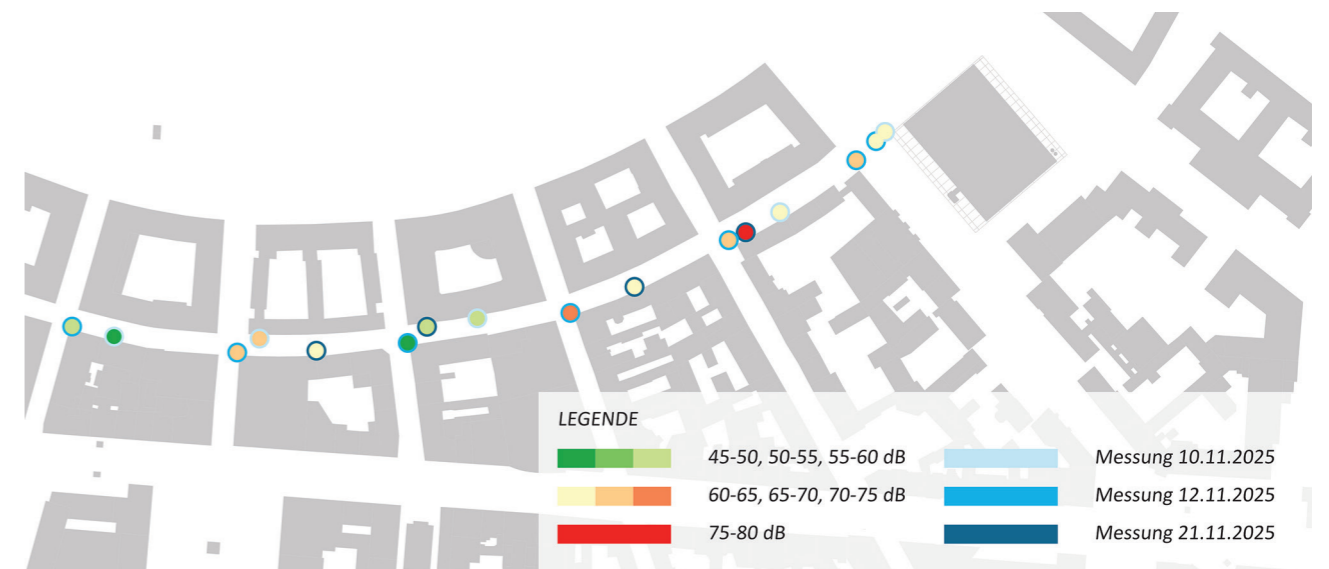 LEGENDE
45-50, 50-55, 55-60 dB Messung 10.11.2025
60-65, 65-70, 70-75 dB Messung 12.11.2025
75-80 dB Messung 21.11.2025